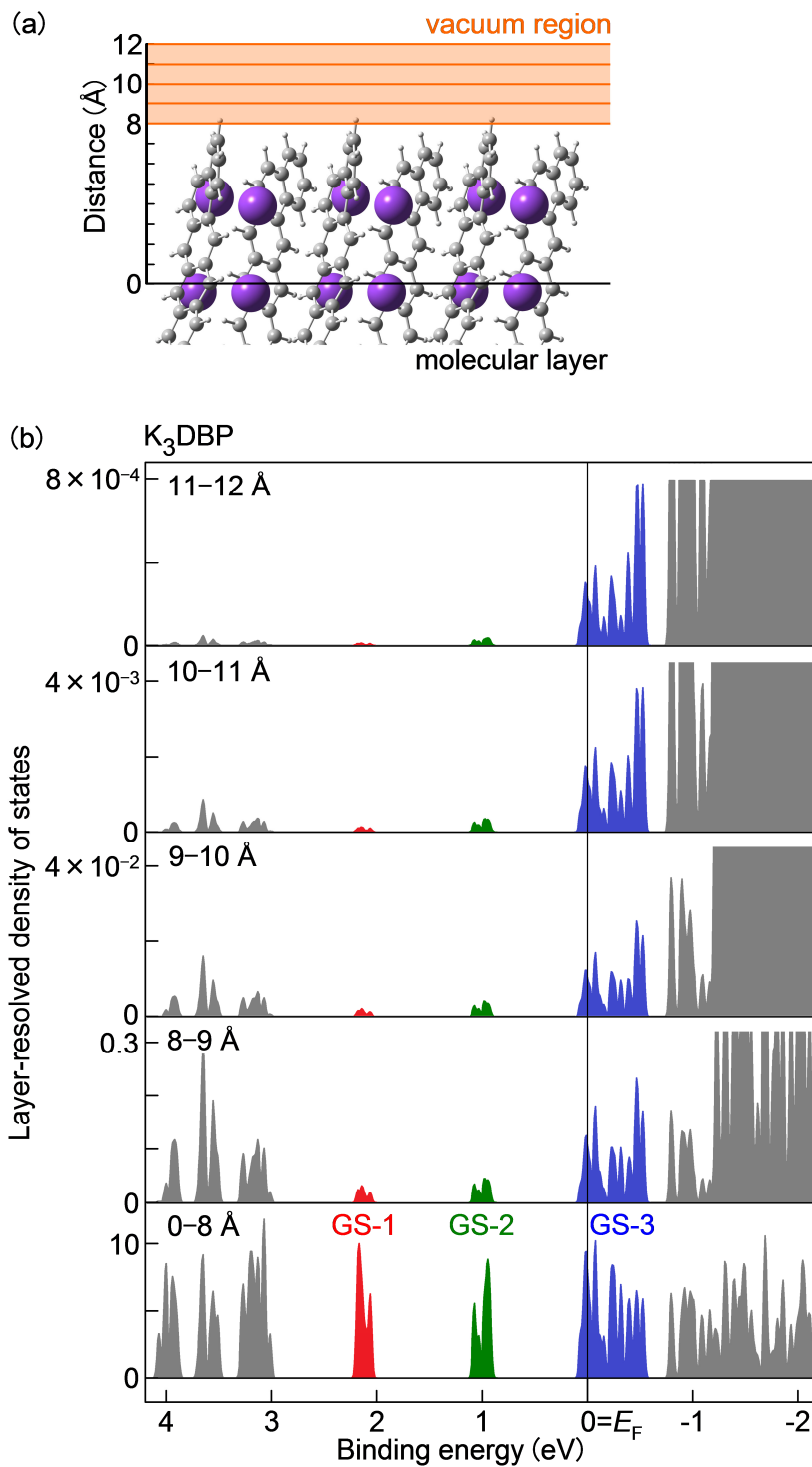 (a)
vacuum region
12
10
8
Distance (Å)
0
molecular layer
(b)
K₃DBP
8×10⁻⁴
11–12 Å
0
4×10⁻³
10–11 Å
0
4×10⁻²
9–10 Å
0
0.3
8–9 Å
0
0–8 Å
GS-1
GS-2
GS-3
10
0
Layer-resolved density of states
4 3 2 1 0=E_F -1 -2
Binding energy (eV)